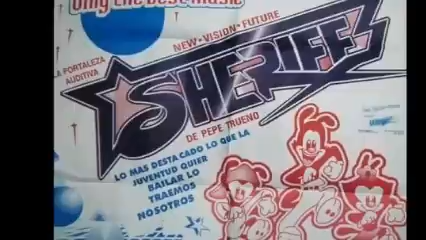 Only the best music
NEW·VISION·FUTURE
LA FORTALEZA
AUDITIVA
SHERIFF
DE PEPE TRUENO
LO MAS DESTACADO LO QUE LA
JUVENTUD QUIER
BAILAR LO
TRAEMOS
NOSOTROS